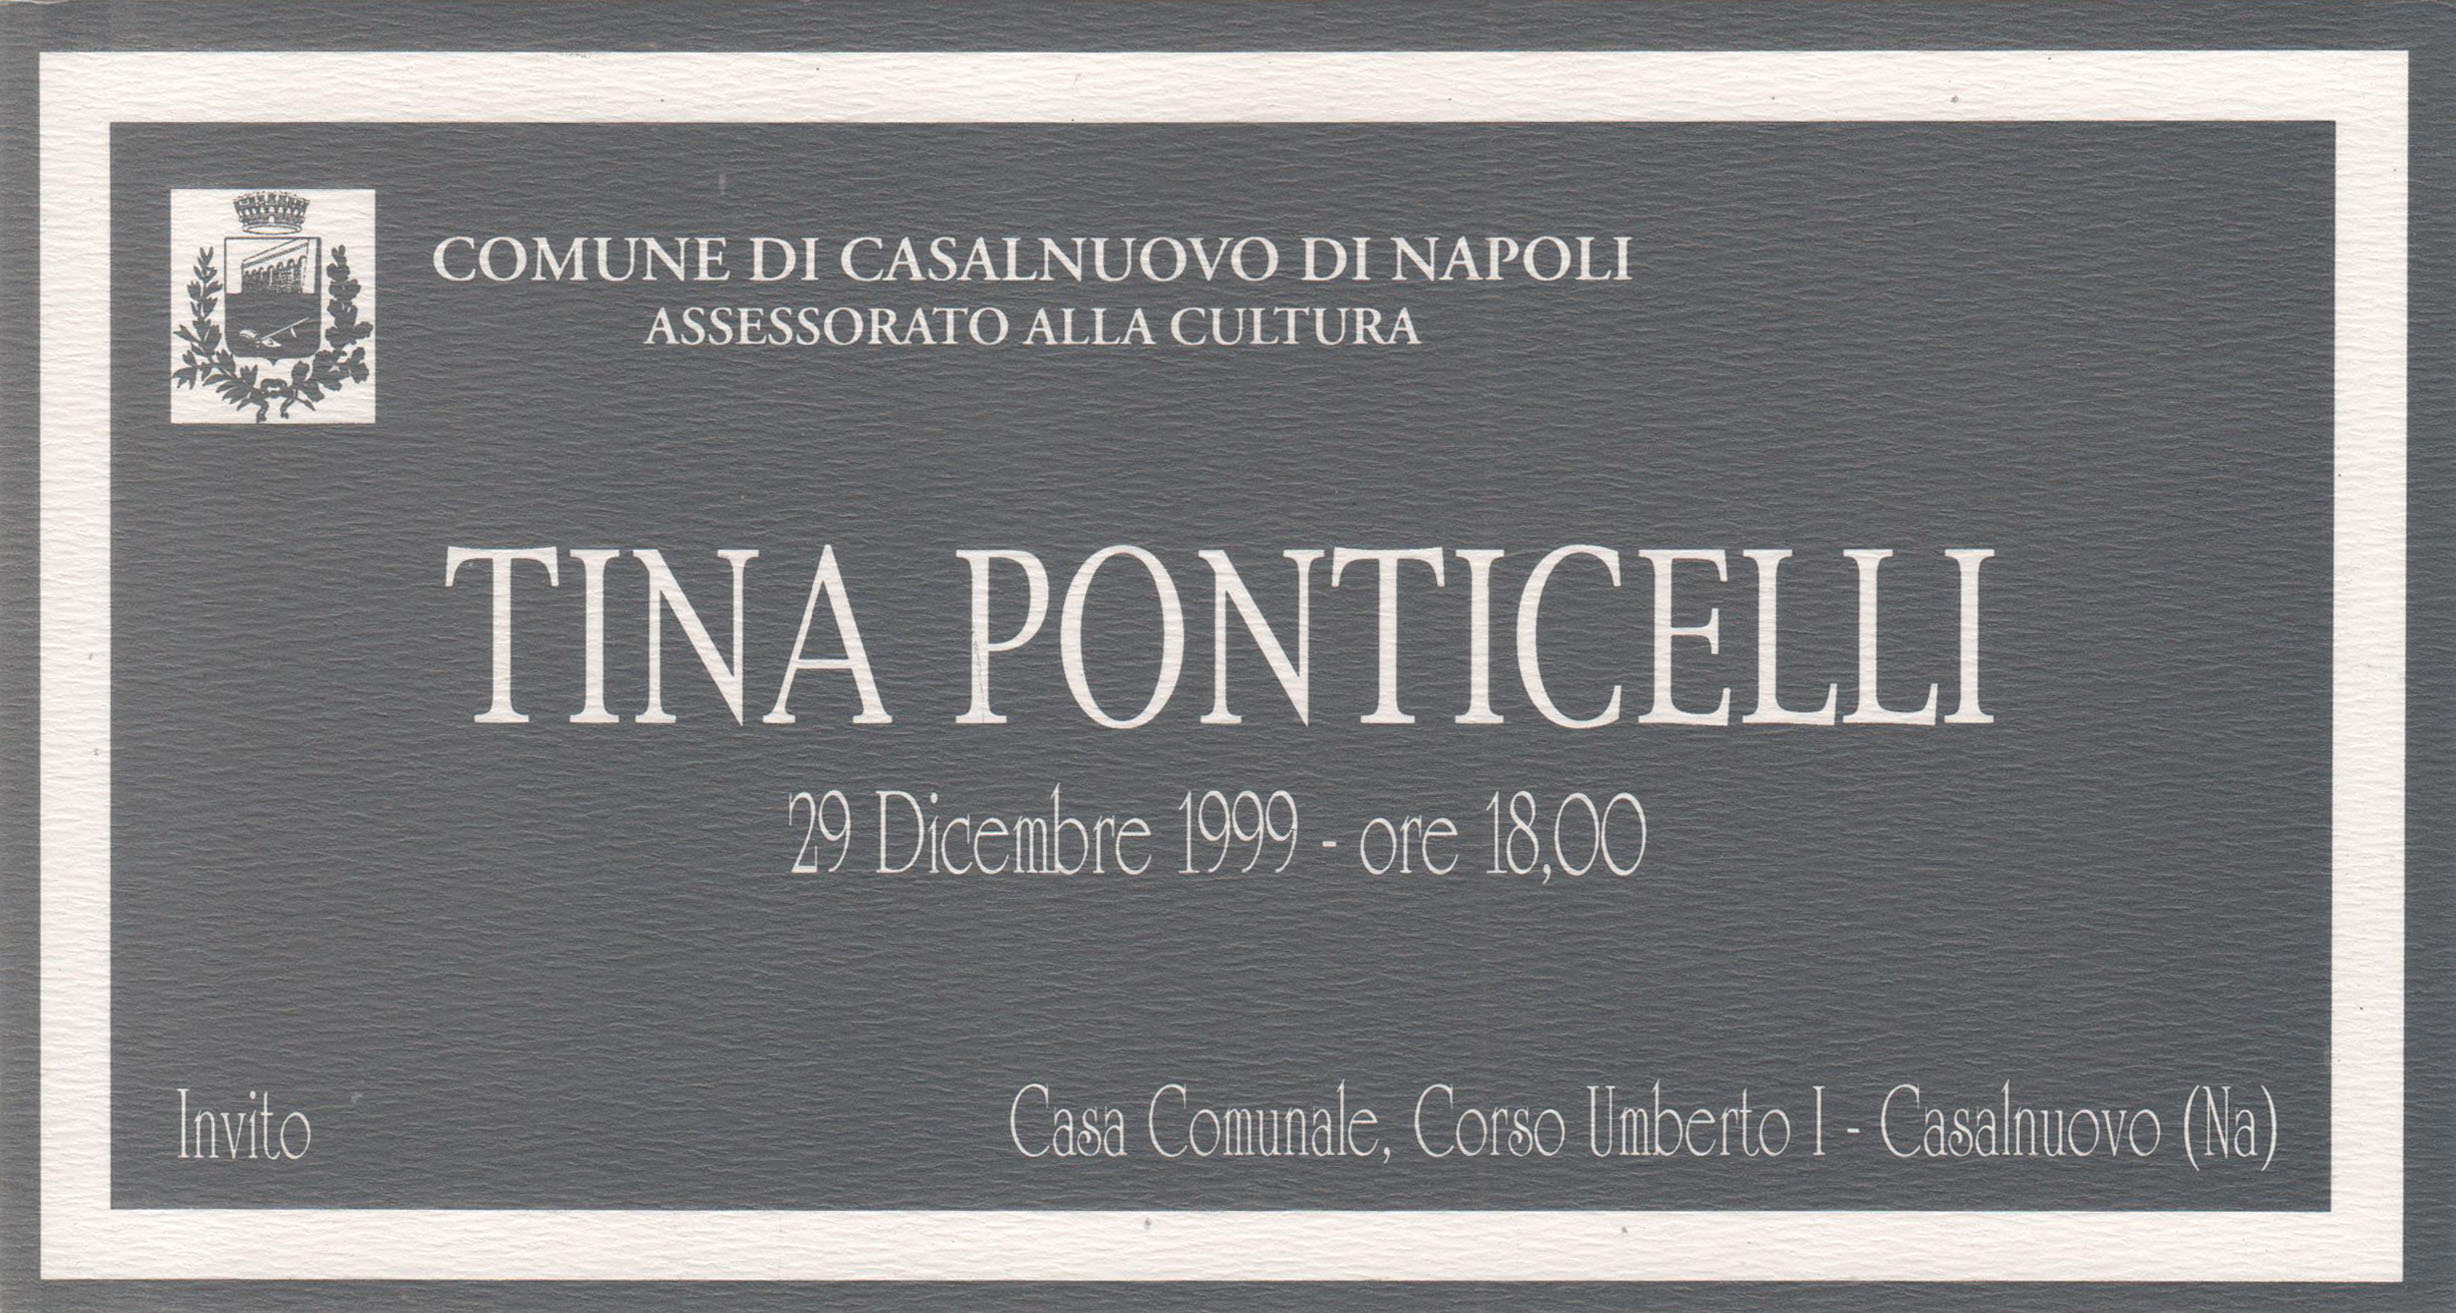 COMUNE DI CASALNUOVO DI NAPOLI
ASSESSORATO ALLA CULTURA
TINA PONTICELLI
29 Dicembre 1999 - ore 18,00
Invito
Casa Comunale, Corso Umberto I - Casalnuovo (Na)